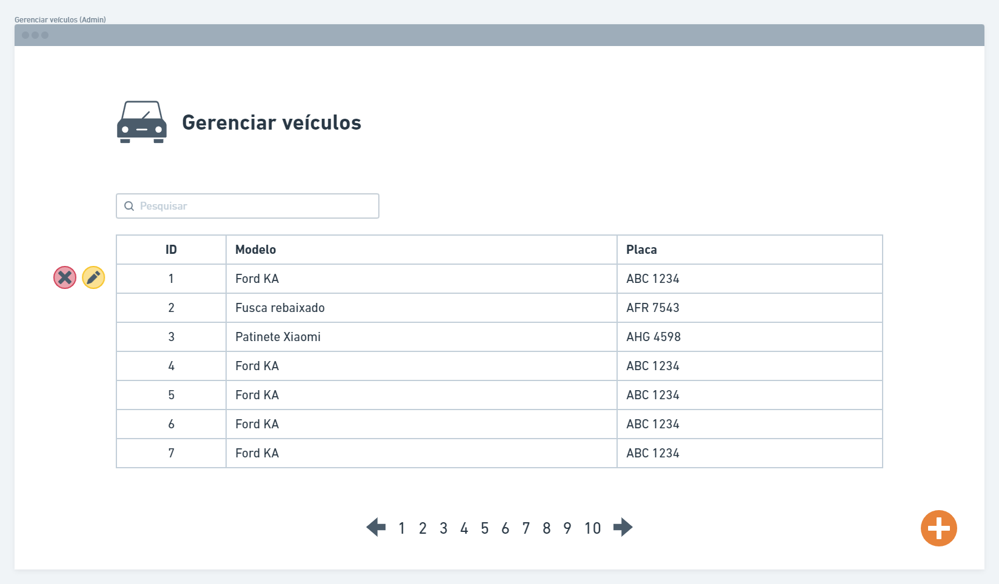 Gerenciar veículos (Admin)
Gerenciar veículos
Pesquisar
ID Modelo Placa
1 Ford KA ABC 1234
2 Fusca rebaixado AFR 7543
3 Patinete Xiaomi AHG 4598
4 Ford KA ABC 1234
5 Ford KA ABC 1234
6 Ford KA ABC 1234
7 Ford KA ABC 1234
1 2 3 4 5 6 7 8 9 10